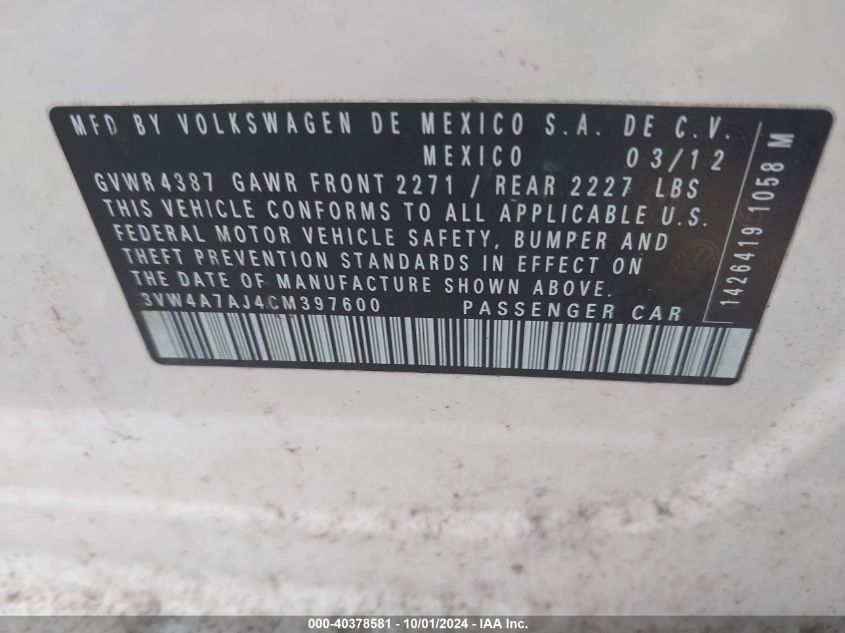 MFD BY VOLKSWAGEN DE MEXICO S.A. DE C.V.
MEXICO 03/12
GVWR 4387 GAWR FRONT 2271 / REAR 2227 LBS
THIS VEHICLE CONFORMS TO ALL APPLICABLE U.S.
FEDERAL MOTOR VEHICLE SAFETY, BUMPER AND
THEFT PREVENTION STANDARDS IN EFFECT ON
THE DATE OF MANUFACTURE SHOWN ABOVE.
3VW4A7AJ4CM397600 PASSENGER CAR
1426419 1058 M
000-40378581 - 10/01/2024 - IAA Inc.